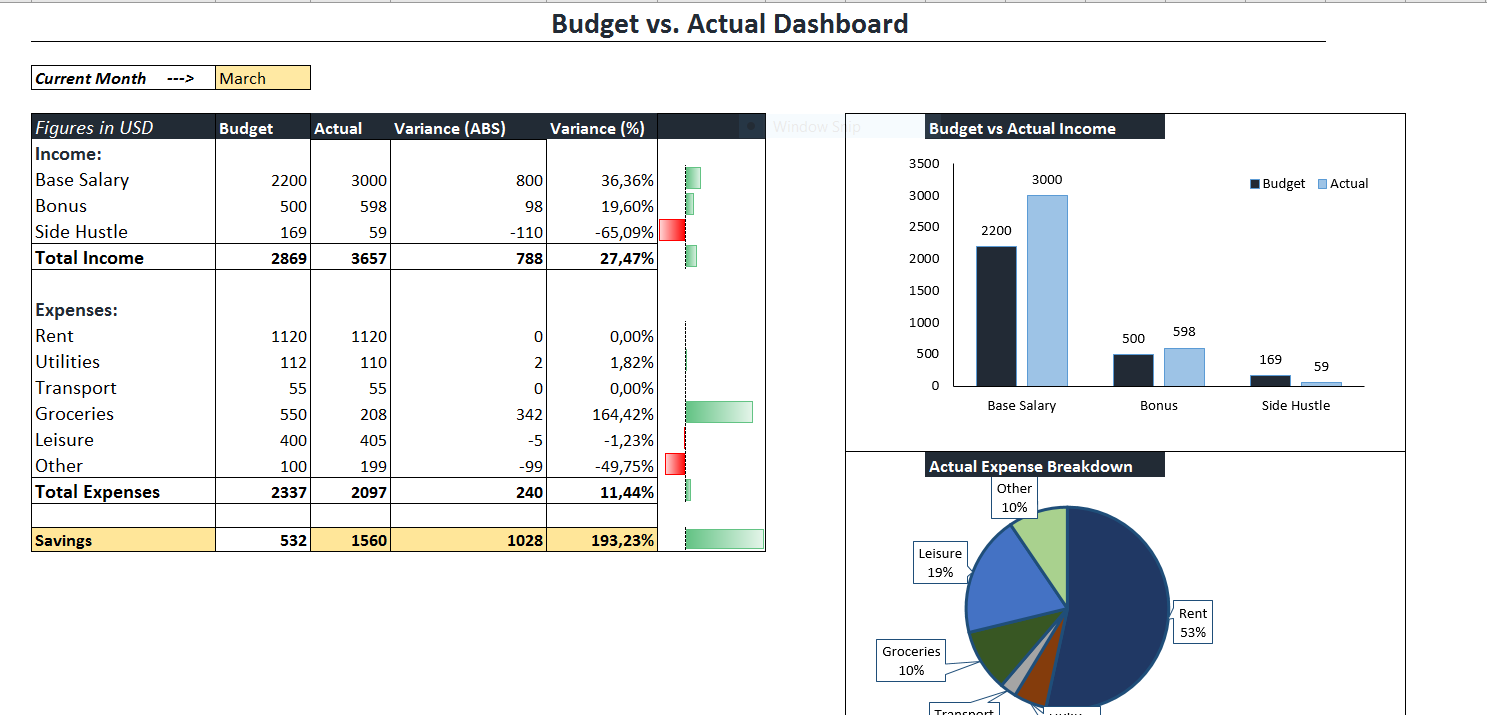 Budget vs. Actual Dashboard
Current Month ---> March
Figures in USD Budget Actual Variance (ABS) Variance (%)
Window Snip
Income:
Base Salary 2200 3000 800 36,36%
Bonus 500 598 98 19,60%
Side Hustle 169 59 -110 -65,09%
Total Income 2869 3657 788 27,47%
Expenses:
Rent 1120 1120 0 0,00%
Utilities 112 110 2 1,82%
Transport 55 55 0 0,00%
Groceries 550 208 342 164,42%
Leisure 400 405 -5 -1,23%
Other 100 199 -99 -49,75%
Total Expenses 2337 2097 240 11,44%
Savings 532 1560 1028 193,23%
Budget vs Actual Income
Budget Actual
3500
3000
2500
2000
1500
1000
500
0
2200 3000
500 598
169 59
Base Salary Bonus Side Hustle
Actual Expense Breakdown
Other
10%
Leisure
19%
Rent
53%
Groceries
10%
Transport